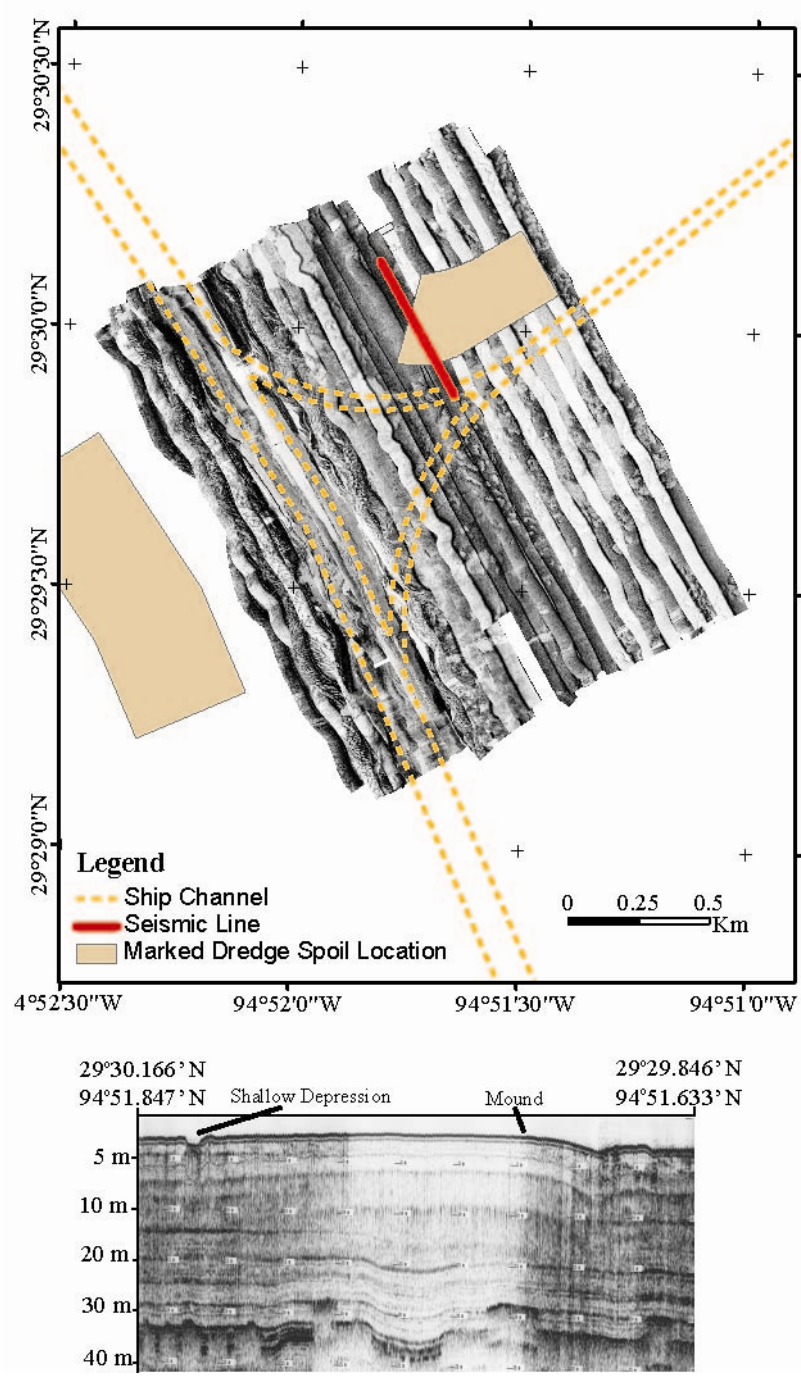 29°30'30"N
29°30'0"N
29°29'30"N
29°29'0"N
Legend
Ship Channel
Seismic Line
Marked Dredge Spoil Location
0 0.25 0.5
Km
4°52'30"W 94°52'0"W 94°51'30"W 94°51'0"W
29°30.166’ N 29°29.846’ N
94°51.847’ N Shallow Depression Mound 94°51.633’ N
5 m
10 m
20 m
30 m
40 m